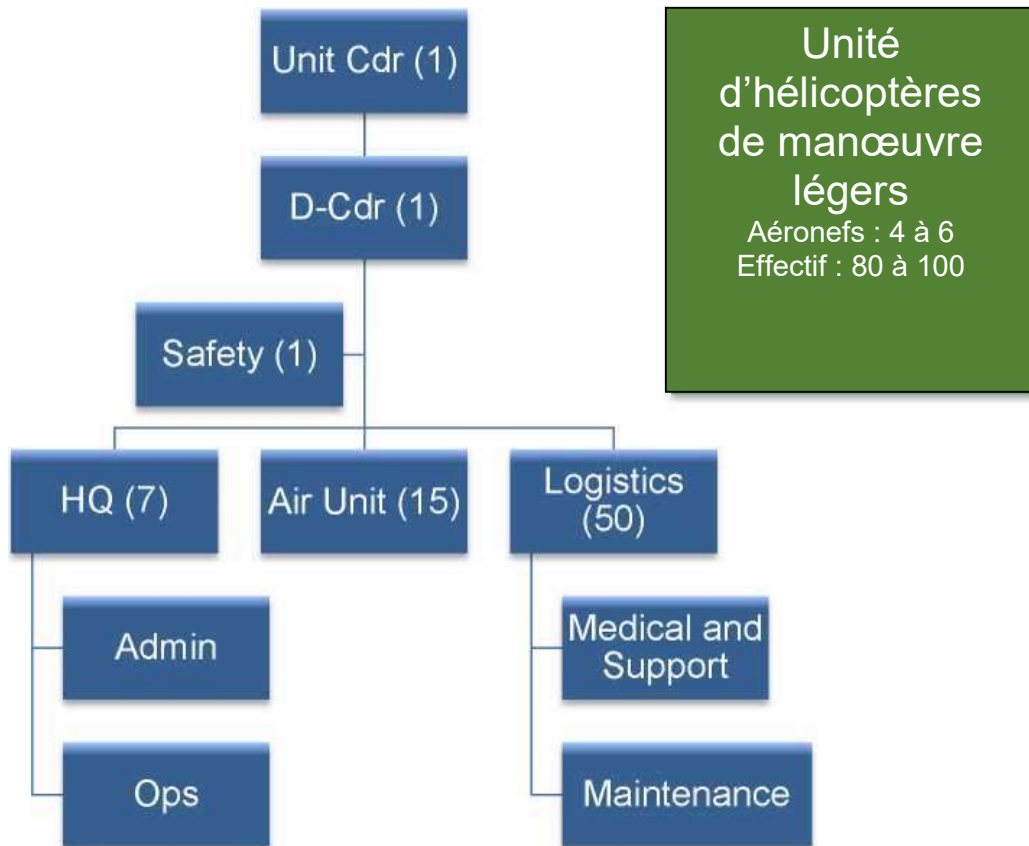 Unit Cdr (1)
D-Cdr (1)
Safety (1)
HQ (7)
Air Unit (15)
Logistics
(50)
Admin
Medical and
Support
Ops
Maintenance
Unité
d’hélicoptères
de manœuvre
légers
Aéronefs : 4 à 6
Effectif : 80 à 100